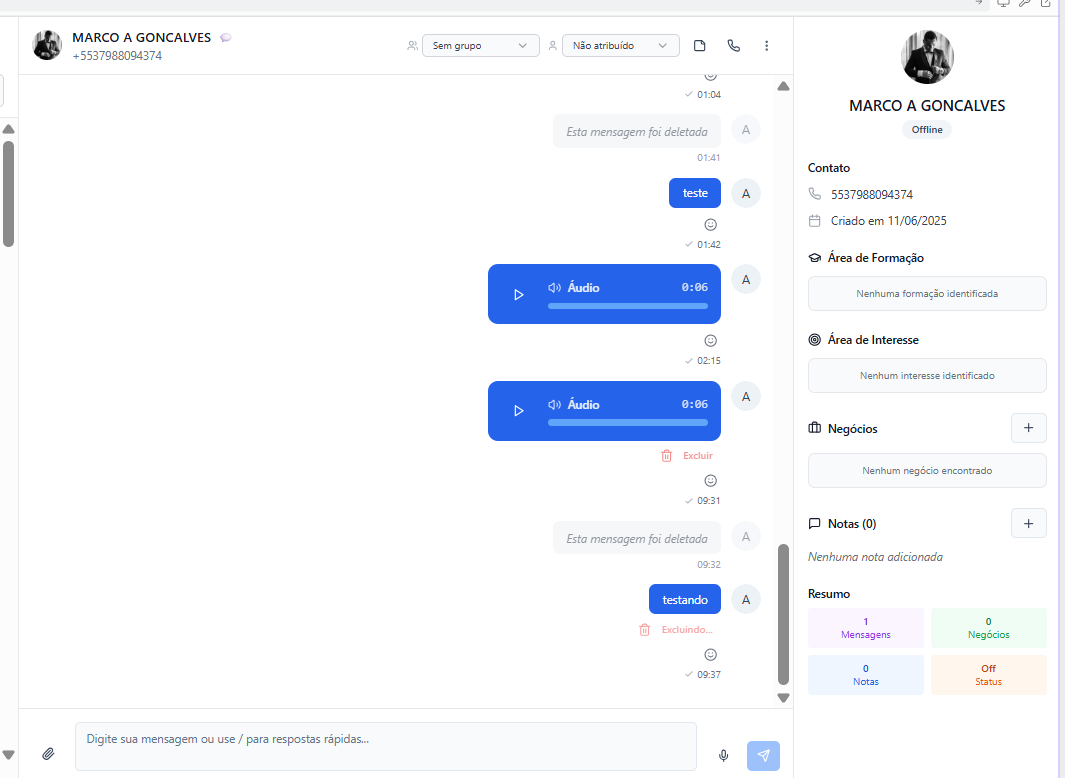 MARCO A GONCALVES
+5537988094374
Sem grupo
Não atribuído
01:04
Esta mensagem foi deletada
A
01:41
teste
A
01:42
Áudio
0:06
A
02:15
Áudio
0:06
A
Excluir
09:31
Esta mensagem foi deletada
A
09:32
testando
A
Excluindo...
09:37
Digite sua mensagem ou use / para respostas rápidas...
MARCO A GONCALVES
Offline
Contato
5537988094374
Criado em 11/06/2025
Área de Formação
Nenhuma formação identificada
Área de Interesse
Nenhum interesse identificado
Negócios
Nenhum negócio encontrado
Notas (0)
Nenhuma nota adicionada
Resumo
1
Mensagens
0
Negócios
0
Notas
Off
Status